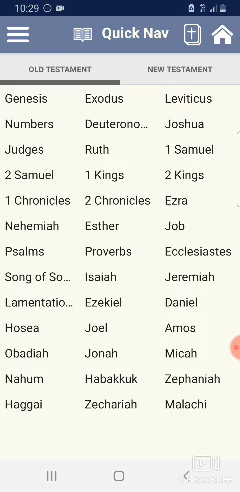 10:29
Quick Nav
OLD TESTAMENT NEW TESTAMENT
Genesis Exodus Leviticus
Numbers Deuterono... Joshua
Judges Ruth 1 Samuel
2 Samuel 1 Kings 2 Kings
1 Chronicles 2 Chronicles Ezra
Nehemiah Esther Job
Psalms Proverbs Ecclesiastes
Song of So... Isaiah Jeremiah
Lamentatio... Ezekiel Daniel
Hosea Joel Amos
Obadiah Jonah Micah
Nahum Habakkuk Zephaniah
Haggai Zechariah Malachi